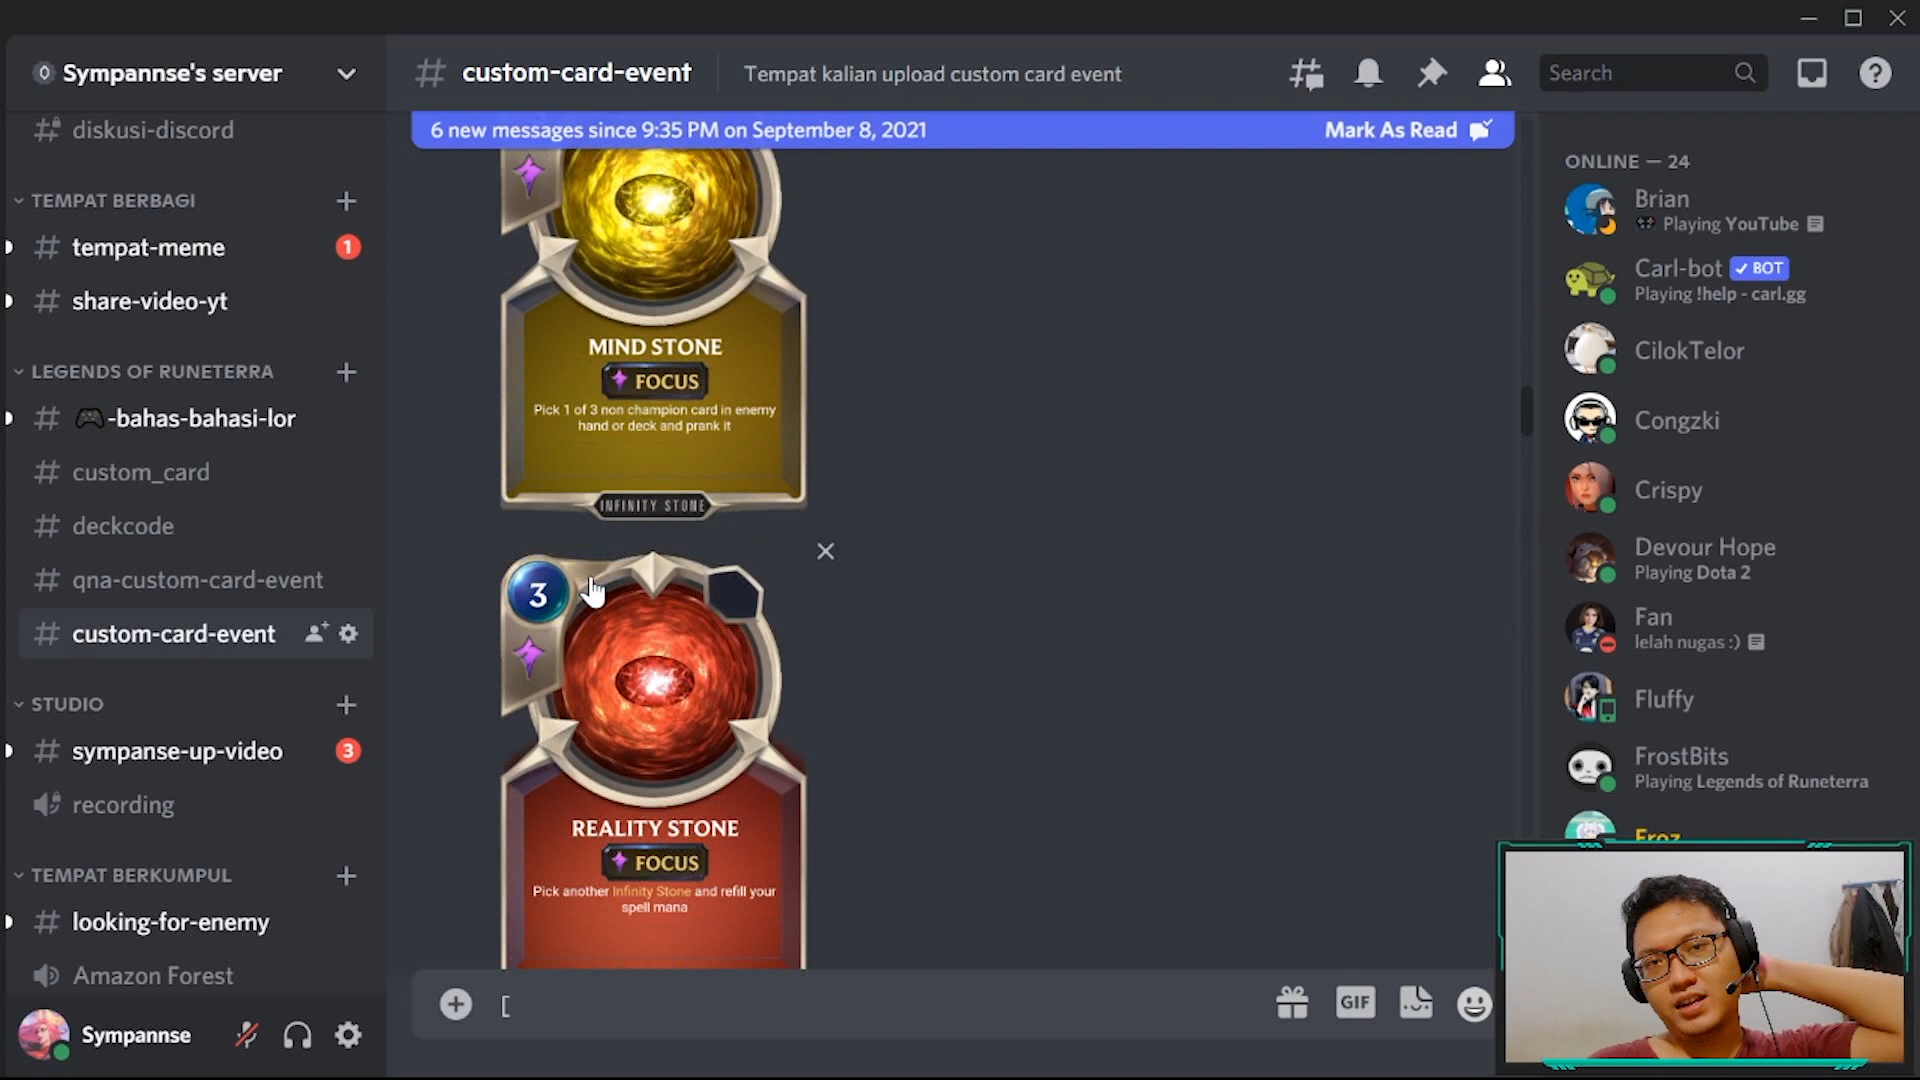 Sympannse's server
diskusi-discord
TEMPAT BERBAGI
tempat-meme
1
share-video-yt
LEGENDS OF RUNETERRA
-bahas-bahasi-lor
custom_card
deckcode
qna-custom-card-event
custom-card-event
STUDIO
sympanse-up-video
3
recording
TEMPAT BERKUMPUL
looking-for-enemy
Amazon Forest
Sympannse
custom-card-event
Tempat kalian upload custom card event
Search
6 new messages since 9:35 PM on September 8, 2021
Mark As Read
MIND STONE
FOCUS
Pick 1 of 3 non champion card in enemy
hand or deck and prank it
INFINITY STONE
3
REALITY STONE
FOCUS
Pick another Infinity Stone and refill your
spell mana
[
GIF
ONLINE — 24
Brian
Playing YouTube
Carl-bot
BOT
Playing !help - carl.gg
CilokTelor
Congzki
Crispy
Devour Hope
Playing Dota 2
Fan
lelah nugas :)
Fluffy
FrostBits
Playing Legends of Runeterra
Froz